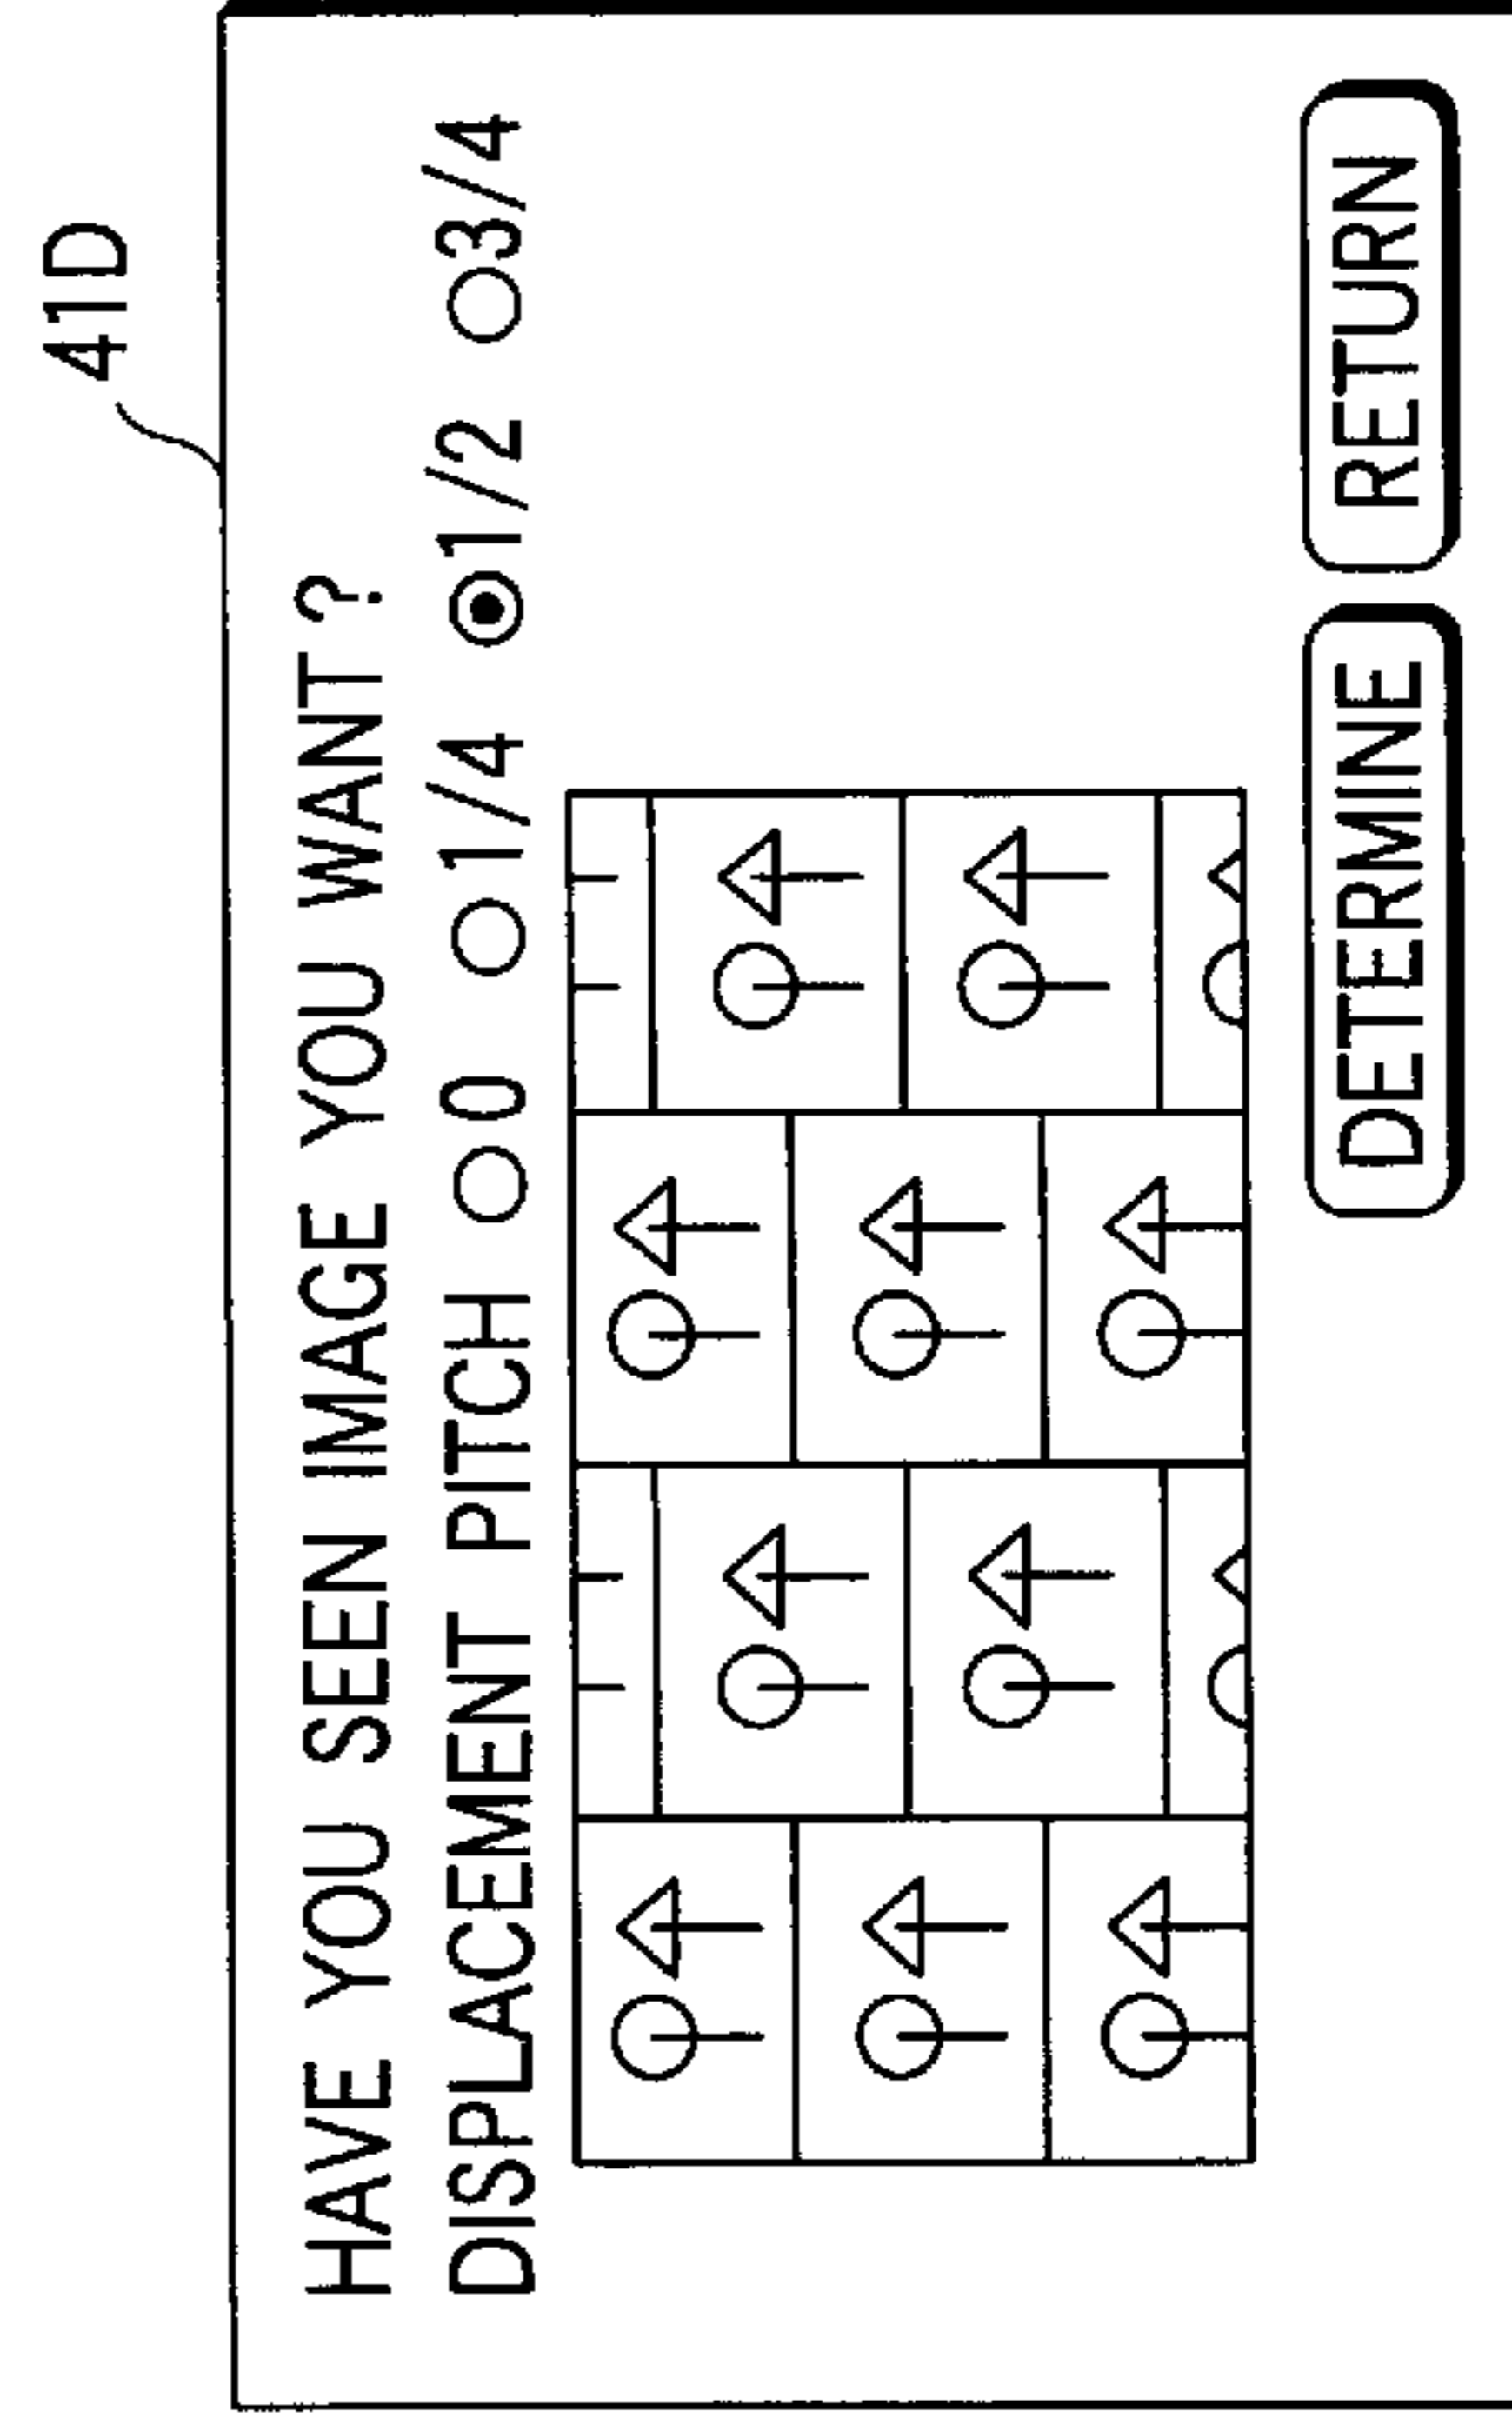 41D
HAVE YOU SEEN IMAGE YOU WANT ?
DISPLACEMENT PITCH ○0 ○1/4 ◉1/2 ○3/4
DETERMINE RETURN